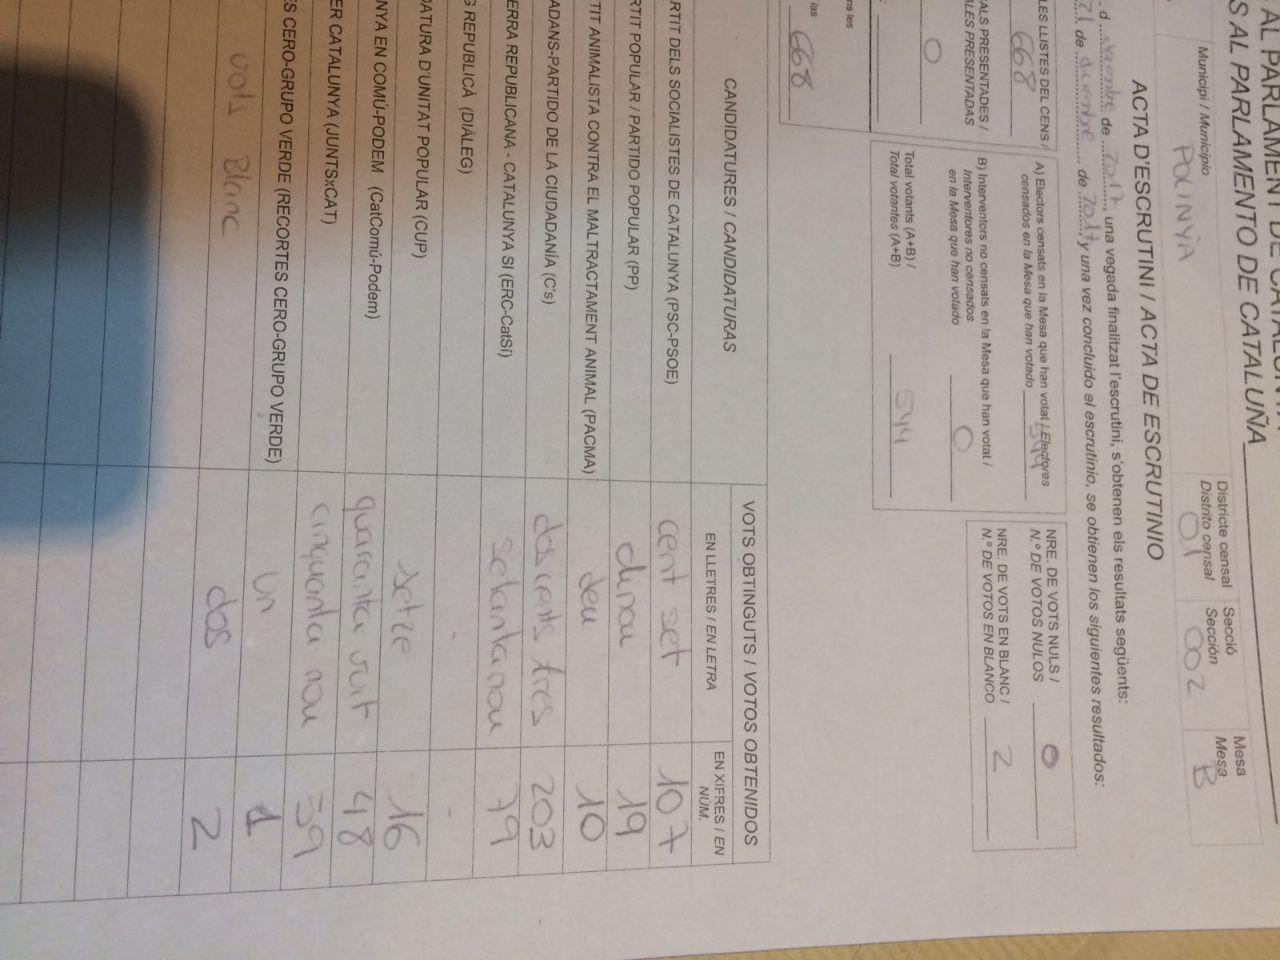 AL PARLAMENT DE CATALUNYA
S AL PARLAMENTO DE CATALUÑA
Municipi / Municipio
POLINYÀ
Districte censal
Distrito censal
01
Secció
Sección
002
Mesa
Mesa
B
ACTA D'ESCRUTINI / ACTA DE ESCRUTINIO
de 2017, una vegada finalitzat l'escrutini, s'obtenen els resultats següents:
21 de diciembre de 2017 y una vez concluido el escrutinio, se obtienen los siguientes resultados:
LES LLISTES DEL CENS /
668
ALS PRESENTADES /
ALES PRESENTADAS
0
ns les
las
668
A) Electors censats en la Mesa que han votat / Electores
censados en la Mesa que han votado 544
B) Interventors no censats en la Mesa que han votat /
Interventores no censados
en la Mesa que han votado 0
Total votants (A+B) /
Total votantes (A+B) 544
NRE. DE VOTS NULS /
N.º DE VOTOS NULOS 0
NRE. DE VOTS EN BLANC /
N.º DE VOTOS EN BLANCO 2
CANDIDATURES / CANDIDATURAS
VOTS OBTINGUTS / VOTOS OBTENIDOS
EN LLETRES / EN LETRA
EN XIFRES / EN NÚM.
RTIT DELS SOCIALISTES DE CATALUNYA (PSC-PSOE) cent set 107
RTIT POPULAR / PARTIDO POPULAR (PP) dinou 19
TIT ANIMALISTA CONTRA EL MALTRACTAMENT ANIMAL (PACMA) deu 10
ADANS-PARTIDO DE LA CIUDADANÍA (C's) dos cents tres 203
ERRA REPUBLICANA - CATALUNYA SI (ERC-CatSí) setanta nou 79
G REPUBLICÀ (DIÀLEG) - -
DATURA D'UNITAT POPULAR (CUP) setze 16
NYA EN COMÚ-PODEM (CatComú-Podem) quaranta vuit 48
ER CATALUNYA (JUNTSxCAT) cinquanta nou 59
ES CERO-GRUPO VERDE (RECORTES CERO-GRUPO VERDE) un 1
vots Blanc dos 2